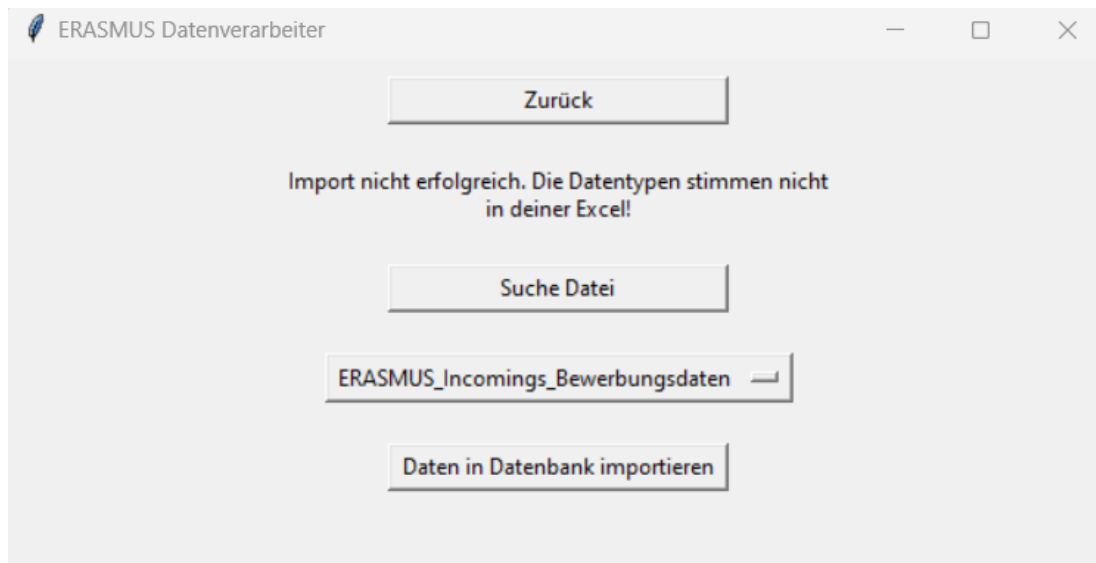 ERASMUS Datenverarbeiter
Zurück
Import nicht erfolgreich. Die Datentypen stimmen nicht
in deiner Excel!
Suche Datei
ERASMUS_Incomings_Bewerbungsdaten
Daten in Datenbank importieren